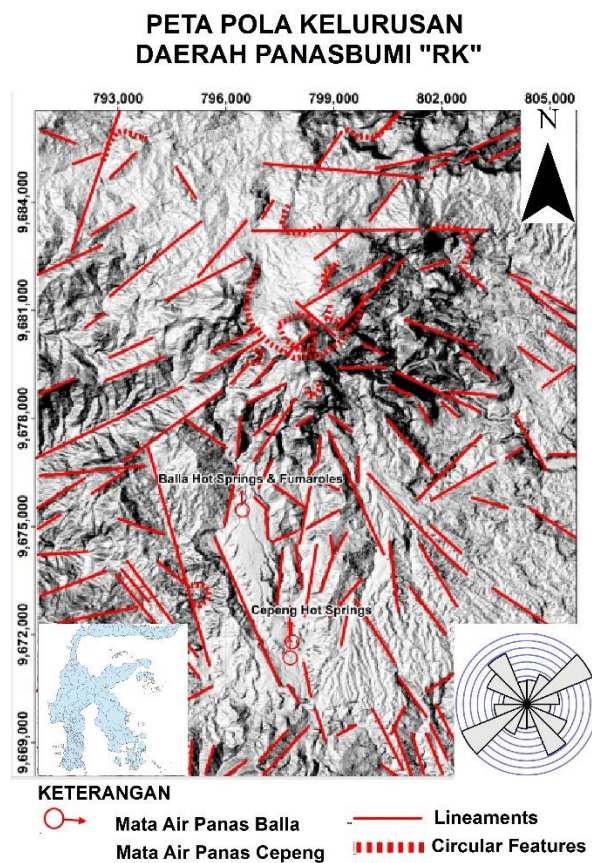 PETA POLA KELURUSAN
DAERAH PANASBUMI "RK"
793,000 796,000 799,000 802,000 805,000
N
9,684,000
9,681,000
9,678,000
Balla Hot Springs & Fumaroles
9,675,000
Cepeng Hot Springs
9,672,000
9,669,000
KETERANGAN
Mata Air Panas Balla
Lineaments
Mata Air Panas Cepeng
Circular Features